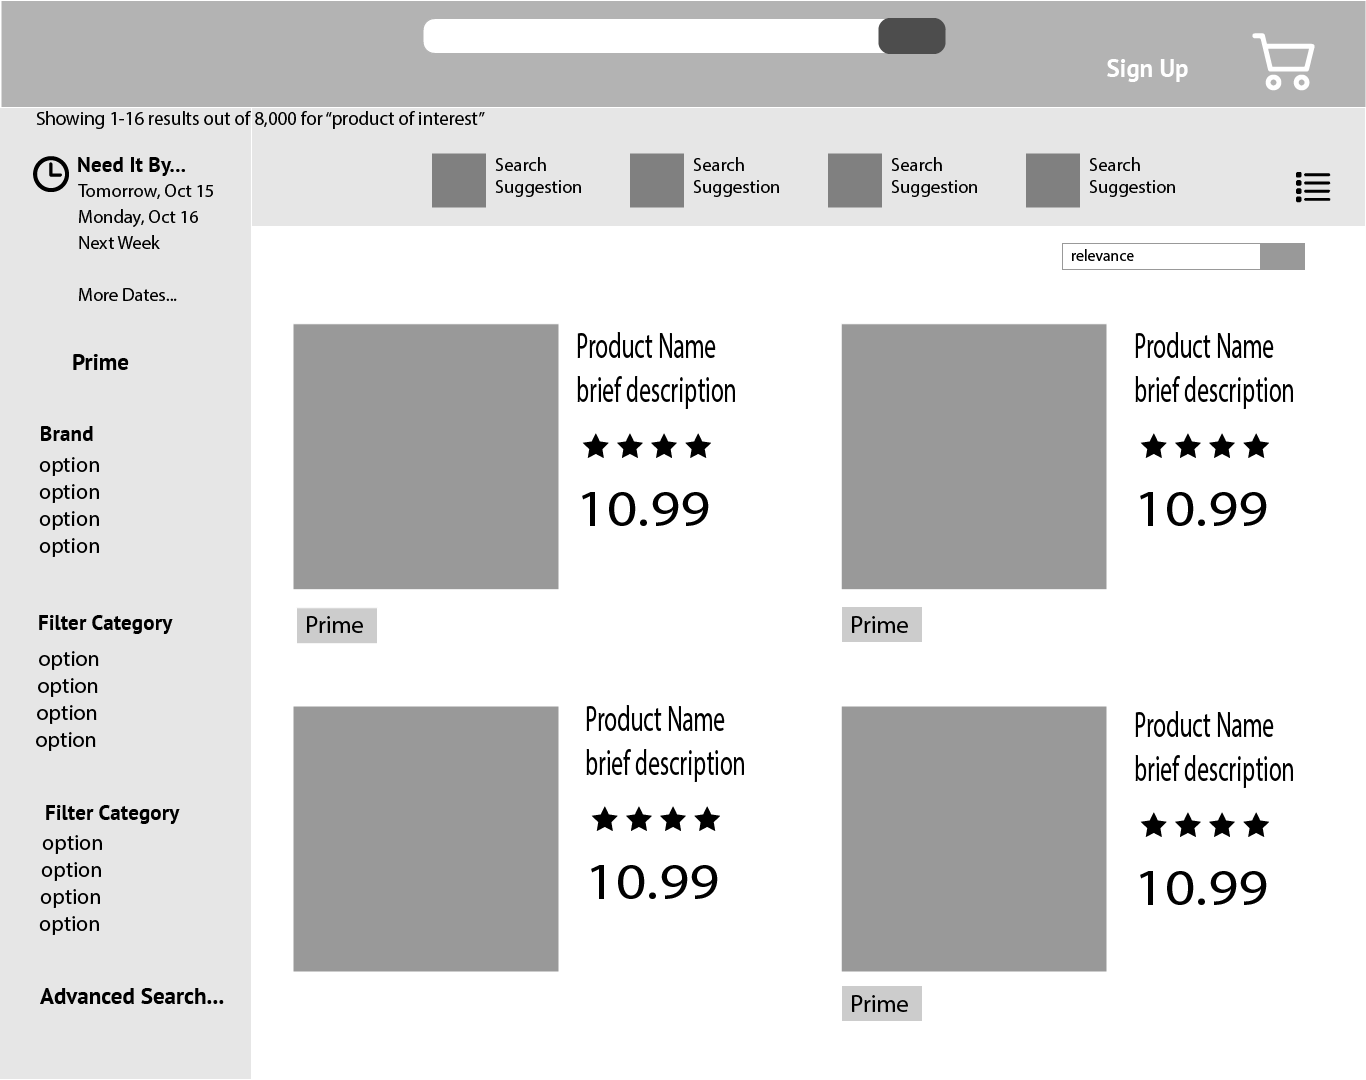 Sign Up
Showing 1-16 results out of 8,000 for “product of interest”
Need It By...
Tomorrow, Oct 15
Monday, Oct 16
Next Week
More Dates...
Prime
Brand
option
option
option
option
Filter Category
option
option
option
option
Filter Category
option
option
option
option
Advanced Search...
Search
Suggestion
Search
Suggestion
Search
Suggestion
Search
Suggestion
relevance
Product Name
brief description
10.99
Prime
Product Name
brief description
10.99
Prime
Product Name
brief description
10.99
Product Name
brief description
10.99
Prime